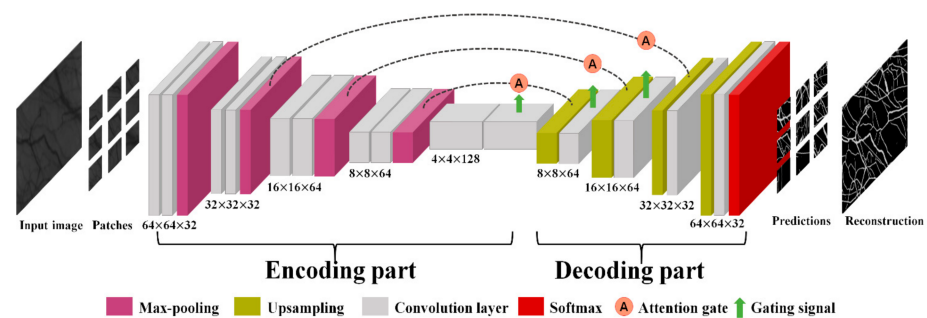 A
A
A
Input image
Patches
64×64×32
32×32×32
16×16×64
8×8×64
4×4×128
8×8×64
16×16×64
32×32×32
64×64×32
Predictions
Reconstruction
Encoding part
Decoding part
Max-pooling
Upsampling
Convolution layer
Softmax
A
Attention gate
Gating signal